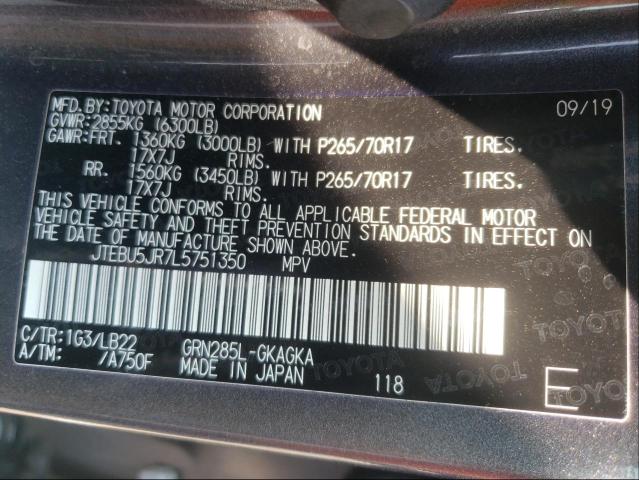 MFD. BY: TOYOTA MOTOR CORPORATION 09/19
GVWR: 2855KG (6300LB)
GAWR: FRT. 1360KG (3000LB) WITH P265/70R17 TIRES.
17X7J RIMS.
RR. 1560KG (3450LB) WITH P265/70R17 TIRES.
17X7J RIMS.
THIS VEHICLE CONFORMS TO ALL APPLICABLE FEDERAL MOTOR
VEHICLE SAFETY AND THEFT PREVENTION STANDARDS IN EFFECT ON
THE DATE OF MANUFACTURE SHOWN ABOVE.
JTEBU5JR7L5751350 MPV
C/TR: 1G3/LB22 GRN285L-GKAGKA
A/TM: /A750F MADE IN JAPAN 118 E